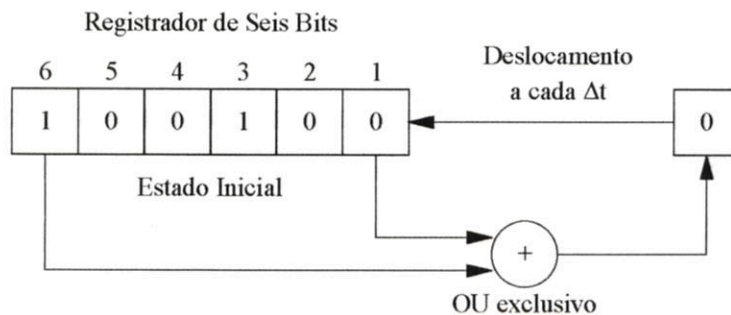 Registrador de Seis Bits
6 5 4 3 2 1
Deslocamento
a cada Δt
1 0 0 1 0 0
0
Estado Inicial
+
OU exclusivo